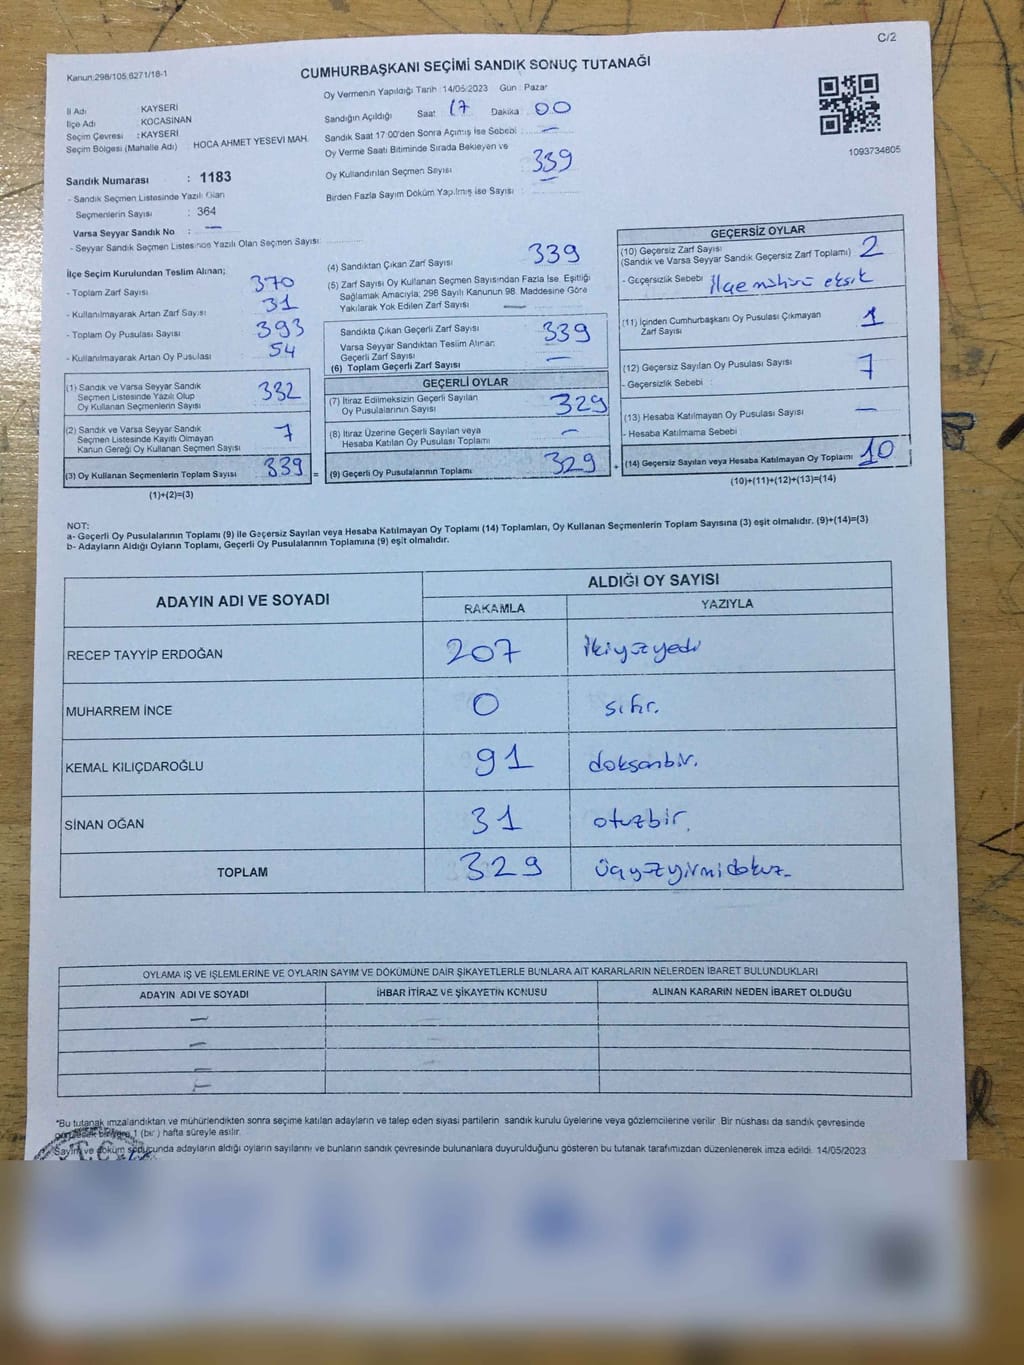 C/2
Kanun:298/105,6271/18-1
CUMHURBAŞKANI SEÇİMİ SANDIK SONUÇ TUTANAĞI
İl Adı KAYSERİ
İlçe Adı KOCASİNAN
Seçim Çevresi : KAYSERİ
Seçim Bölgesi (Mahalle Adı) : HOCA AHMET YESEVİ MAH.
Sandık Numarası : 1183
- Sandık Seçmen Listesinde Yazılı Olan
Seçmenlerin Sayısı : 364
Varsa Seyyar Sandık No : —
- Seyyar Sandık Seçmen Listesinde Yazılı Olan Seçmen Sayısı
Oy Vermenin Yapıldığı Tarih : 14/05/2023 Gün : Pazar
Sandığın Açıldığı Saat 17 Dakika 00
Sandık Saat 17:00'den Sonra Açılmış İse Sebebi : —
Oy Verme Saati Bitiminde Sırada Bekleyen ve
Oy Kullandırılan Seçmen Sayısı : 339
Birden Fazla Sayım Döküm Yapılmış ise Sayısı :
1093734805
İlçe Seçim Kurulundan Teslim Alınan;
- Toplam Zarf Sayısı 370
- Kullanılmayarak Artan Zarf Sayısı 31
- Toplam Oy Pusulası Sayısı 393
- Kullanılmayarak Artan Oy Pusulası 54
(1) Sandık ve Varsa Seyyar Sandık
Seçmen Listesinde Yazılı Olup
Oy Kullanan Seçmenlerin Sayısı 332
(2) Sandık ve Varsa Seyyar Sandık
Seçmen Listesinde Kayıtlı Olmayan
Kanun Gereği Oy Kullanan Seçmen Sayısı 7
(3) Oy Kullanan Seçmenlerin Toplam Sayısı 339 =
(1)+(2)=(3)
(4) Sandıktan Çıkan Zarf Sayısı 339
(5) Zarf Sayısı Oy Kullanan Seçmen Sayısından Fazla İse, Eşitliği
Sağlamak Amacıyla; 298 Sayılı Kanunun 98. Maddesine Göre
Yakılarak Yok Edilen Zarf Sayısı —
Sandıkta Çıkan Geçerli Zarf Sayısı 339
Varsa Seyyar Sandıktan Teslim Alınan
Geçerli Zarf Sayısı —
(6) Toplam Geçerli Zarf Sayısı
GEÇERLİ OYLAR
(7) İtiraz Edilmeksizin Geçerli Sayılan
Oy Pusulalarının Sayısı 329
(8) İtiraz Üzerine Geçerli Sayılan veya
Hesaba Katılan Oy Pusulası Toplamı —
(9) Geçerli Oy Pusulalarının Toplamı 329 +
GEÇERSİZ OYLAR
(10) Geçersiz Zarf Sayısı
(Sandık ve Varsa Seyyar Sandık Geçersiz Zarf Toplamı) 2
- Geçersizlik Sebebi ilçe mührü eksik
(11) İçinden Cumhurbaşkanı Oy Pusulası Çıkmayan
Zarf Sayısı 1
(12) Geçersiz Sayılan Oy Pusulası Sayısı 7
- Geçersizlik Sebebi :
(13) Hesaba Katılmayan Oy Pusulası Sayısı —
- Hesaba Katılmama Sebebi
(14) Geçersiz Sayılan veya Hesaba Katılmayan Oy Toplamı 10
(10)+(11)+(12)+(13)=(14)
NOT:
a- Geçerli Oy Pusulalarının Toplamı (9) ile Geçersiz Sayılan veya Hesaba Katılmayan Oy Toplamı (14) Toplamları, Oy Kullanan Seçmenlerin Toplam Sayısına (3) eşit olmalıdır. (9)+(14)=(3)
b- Adayların Aldığı Oyların Toplamı, Geçerli Oy Pusulalarının Toplamına (9) eşit olmalıdır.
ADAYIN ADI VE SOYADI ALDIĞI OY SAYISI
RAKAMLA YAZIYLA
RECEP TAYYİP ERDOĞAN 207 ikiyüzyedi
MUHARREM İNCE 0 sıfır.
KEMAL KILIÇDAROĞLU 91 doksanbir.
SİNAN OĞAN 31 otuzbir.
TOPLAM 329 üçyüzyirmidokuz
OYLAMA İŞ VE İŞLEMLERİNE VE OYLARIN SAYIM VE DÖKÜMÜNE DAİR ŞİKAYETLERLE BUNLARA AİT KARARLARIN NELERDEN İBARET BULUNDUKLARI
ADAYIN ADI VE SOYADI İHBAR İTİRAZ VE ŞİKAYETİN KONUSU ALINAN KARARIN NEDEN İBARET OLDUĞU
—
—
—
—
*Bu tutanak imzalandıktan ve mühürlendikten sonra seçime katılan adayların ve talep eden siyasi partilerin sandık kurulu üyelerine veya gözlemcilerine verilir. Bir nüshası da sandık çevresinde
1 (bir) hafta süreyle asılır.
T.C.
Sayım ve döküm sonucunda adayların aldığı oyların sayılarını ve bunların sandık çevresinde bulunanlara duyurulduğunu gösteren bu tutanak tarafımızdan düzenlenerek imza edildi. 14/05/2023